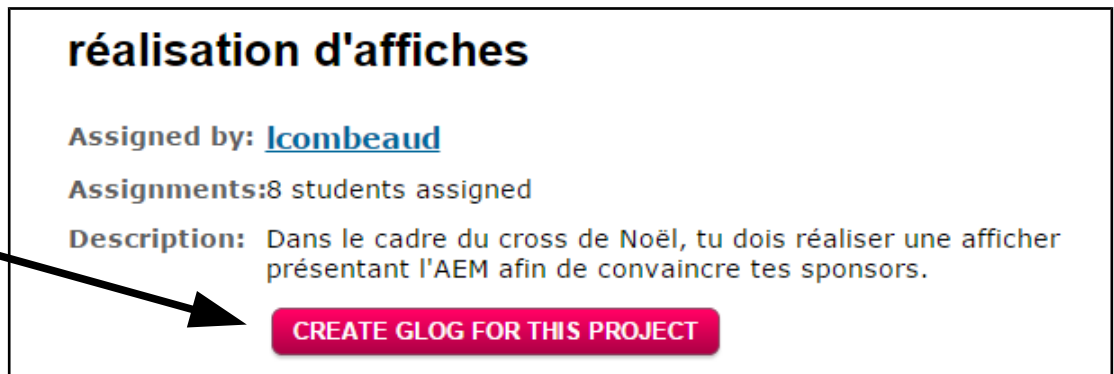 réalisation d'affiches
Assigned by: lcombeaud
Assignments:8 students assigned
Description: Dans le cadre du cross de Noël, tu dois réaliser une afficher
présentant l'AEM afin de convaincre tes sponsors.
CREATE GLOG FOR THIS PROJECT